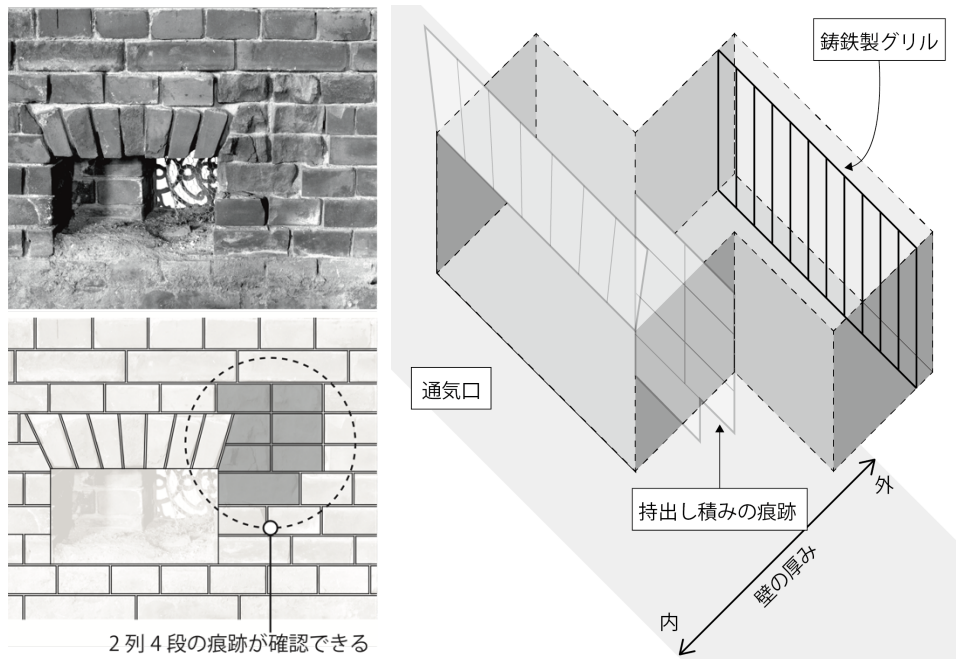 鋳鉄製グリル
通気口
持出し積みの痕跡
外
壁の厚み
内
2列4段の痕跡が確認できる